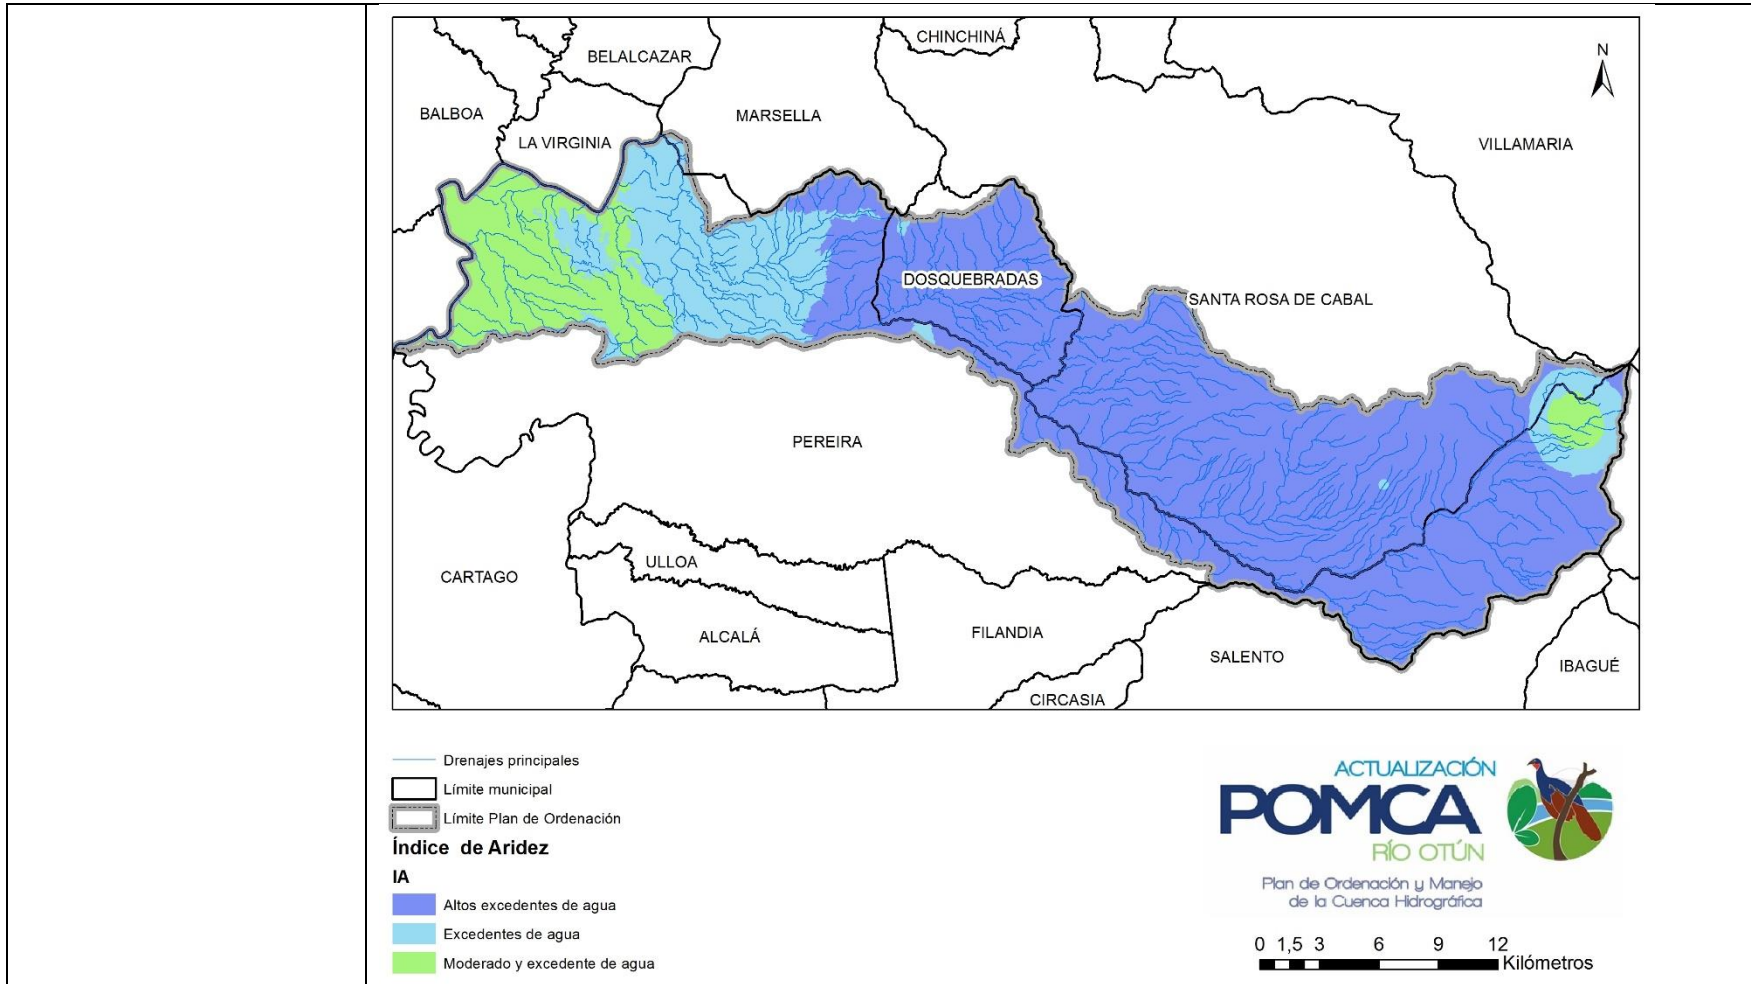 CHINCHINÁ
BELALCAZAR
N
BALBOA
MARSELLA
LA VIRGINIA
VILLAMARIA
DOSQUEBRADAS
SANTA ROSA DE CABAL
PEREIRA
CARTAGO
ULLOA
ALCALÁ
FILANDIA
SALENTO
IBAGUÉ
CIRCASIA
Drenajes principales
Límite municipal
Límite Plan de Ordenación
Índice de Aridez
IA
Altos excedentes de agua
Excedentes de agua
Moderado y excedente de agua
ACTUALIZACIÓN
POMCA
RÍO OTÚN
Plan de Ordenación y Manejo
de la Cuenca Hidrográfica
0 1,5 3 6 9 12
Kilómetros